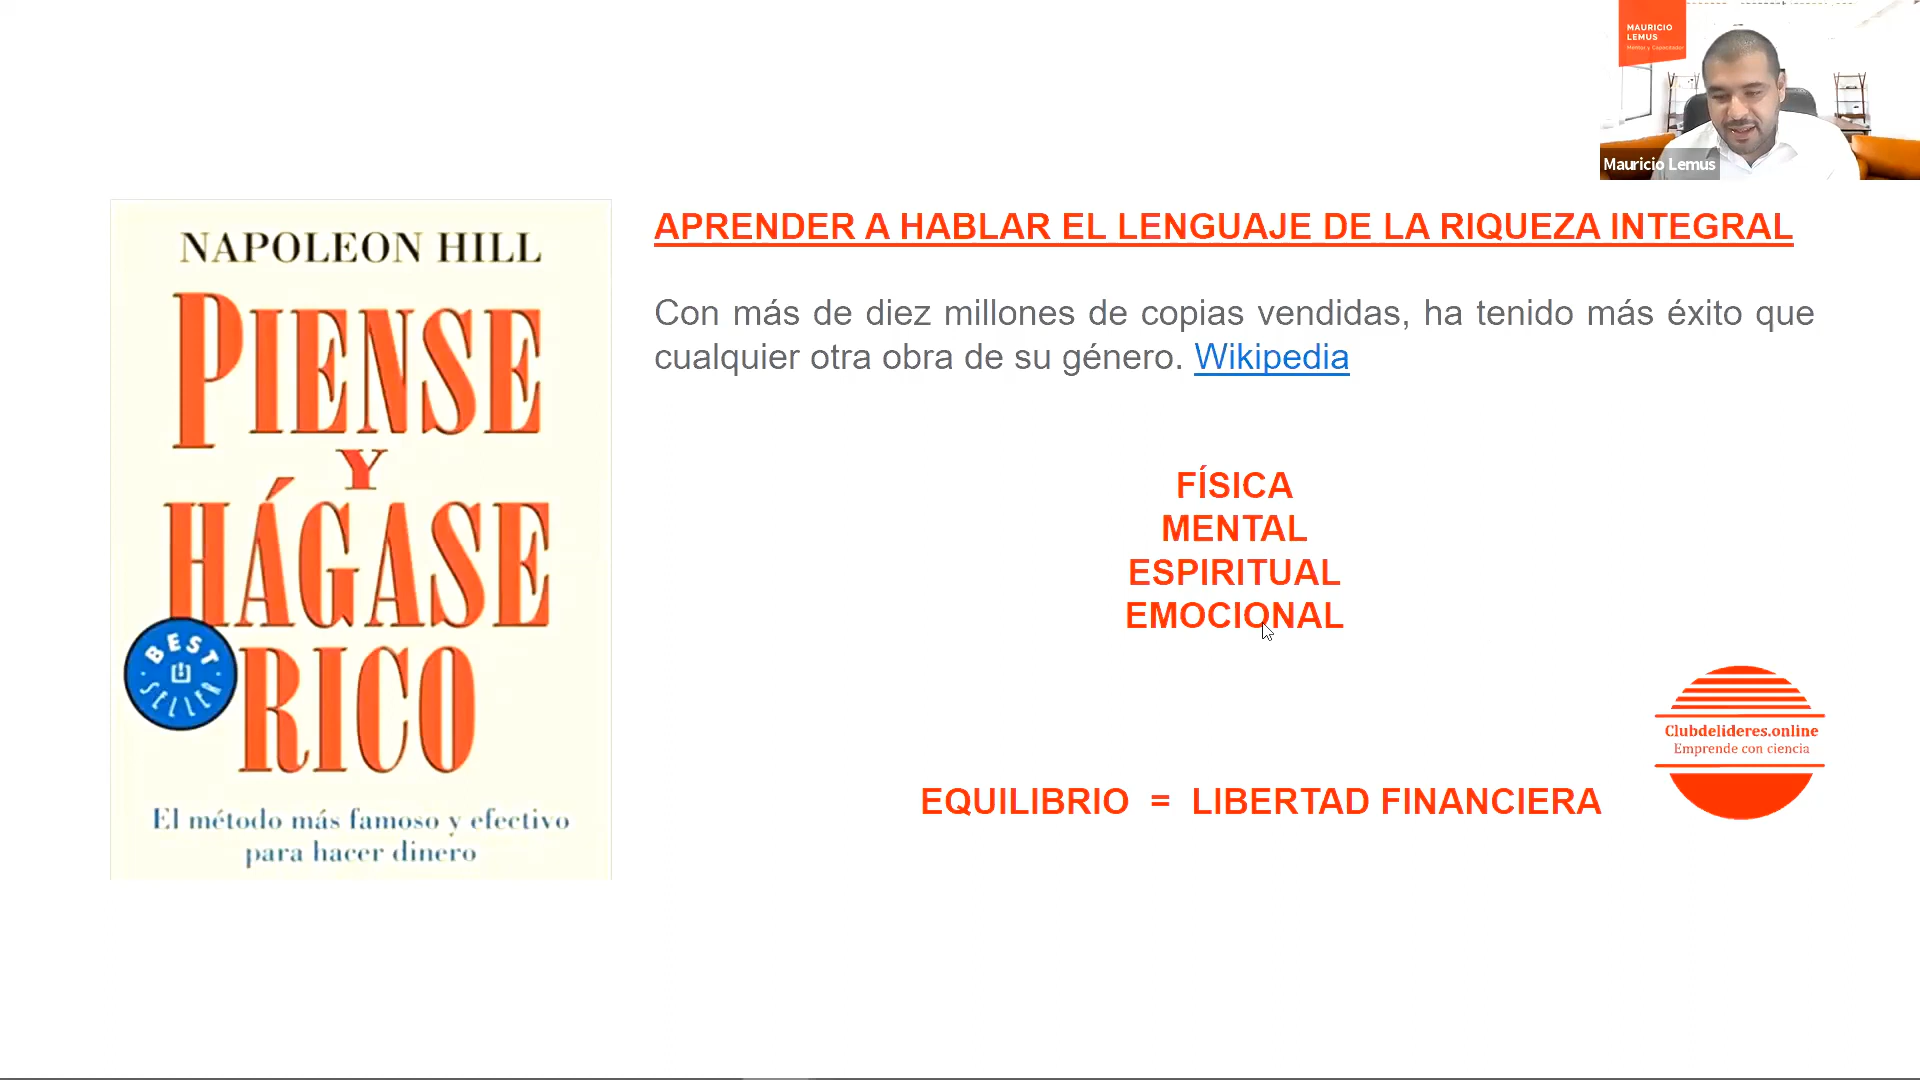 MAURICIO
LEMUS
Mentor y Capacitador
Mauricio Lemus
NAPOLEON HILL
PIENSE
Y
HÁGASE
RICO
BEST
SELLER
El método más famoso y efectivo
para hacer dinero
APRENDER A HABLAR EL LENGUAJE DE LA RIQUEZA INTEGRAL
Con más de diez millones de copias vendidas, ha tenido más éxito que
cualquier otra obra de su género. Wikipedia
FÍSICA
MENTAL
ESPIRITUAL
EMOCIONAL
EQUILIBRIO = LIBERTAD FINANCIERA
Clubdelideres.online
Emprende con ciencia